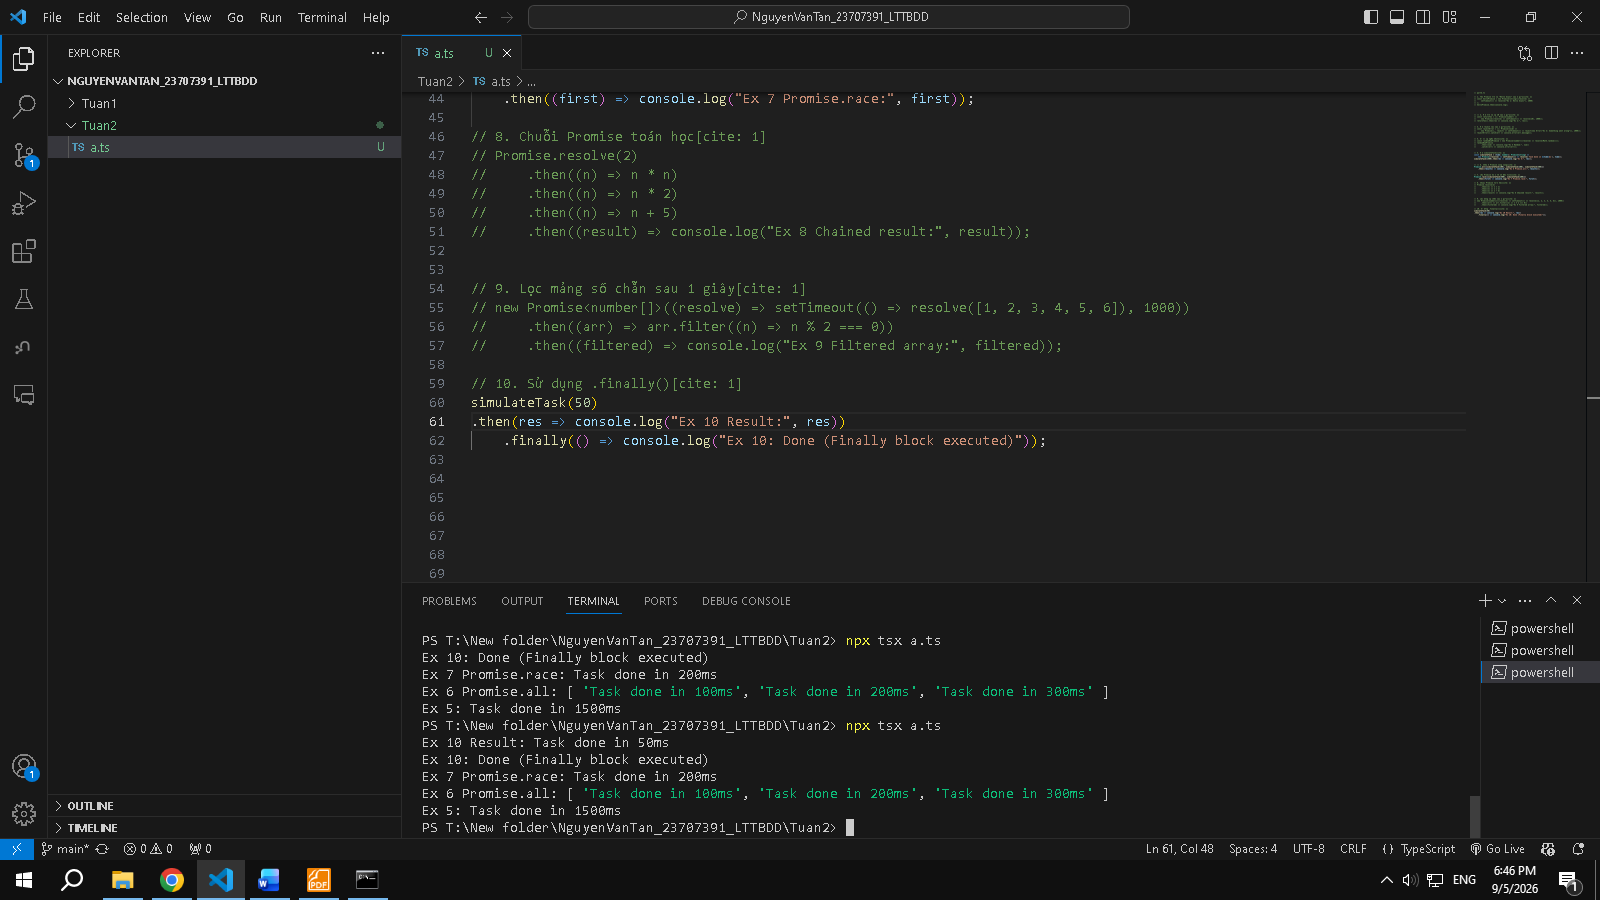 File Edit Selection View Go Run Terminal Help
NguyenVanTan_23707391_LTTBDD
EXPLORER
NGUYENVANTAN_23707391_LTTBDD
Tuan1
Tuan2
TS a.ts U
1
1
OUTLINE
TIMELINE
TS a.ts U
Tuan2 > TS a.ts > ...
44 .then((first) => console.log("Ex 7 Promise.race:", first));
45
46 // 8. Chuỗi Promise toán học[cite: 1]
47 // Promise.resolve(2)
48 //     .then((n) => n * n)
49 //     .then((n) => n * 2)
50 //     .then((n) => n + 5)
51 //     .then((result) => console.log("Ex 8 Chained result:", result));
52
53
54 // 9. Lọc mảng số chẵn sau 1 giây[cite: 1]
55 // new Promise<number[]>((resolve) => setTimeout(() => resolve([1, 2, 3, 4, 5, 6]), 1000))
56 //     .then((arr) => arr.filter((n) => n % 2 === 0))
57 //     .then((filtered) => console.log("Ex 9 Filtered array:", filtered));
58
59 // 10. Sử dụng .finally()[cite: 1]
60 simulateTask(50)
61 .then(res => console.log("Ex 10 Result:", res))
62     .finally(() => console.log("Ex 10: Done (Finally block executed)"));
63
64
65
66
67
68
69
PROBLEMS OUTPUT TERMINAL PORTS DEBUG CONSOLE
PS T:\New folder\NguyenVanTan_23707391_LTTBDD\Tuan2> npx tsx a.ts
Ex 10: Done (Finally block executed)
Ex 7 Promise.race: Task done in 200ms
Ex 6 Promise.all: [ 'Task done in 100ms', 'Task done in 200ms', 'Task done in 300ms' ]
Ex 5: Task done in 1500ms
PS T:\New folder\NguyenVanTan_23707391_LTTBDD\Tuan2> npx tsx a.ts
Ex 10 Result: Task done in 50ms
Ex 10: Done (Finally block executed)
Ex 7 Promise.race: Task done in 200ms
Ex 6 Promise.all: [ 'Task done in 100ms', 'Task done in 200ms', 'Task done in 300ms' ]
Ex 5: Task done in 1500ms
PS T:\New folder\NguyenVanTan_23707391_LTTBDD\Tuan2>
powershell
powershell
powershell
main* 0 0 0 Ln 61, Col 48 Spaces: 4 UTF-8 CRLF {} TypeScript Go Live
PDF
ENG
6:46 PM
9/5/2026
1